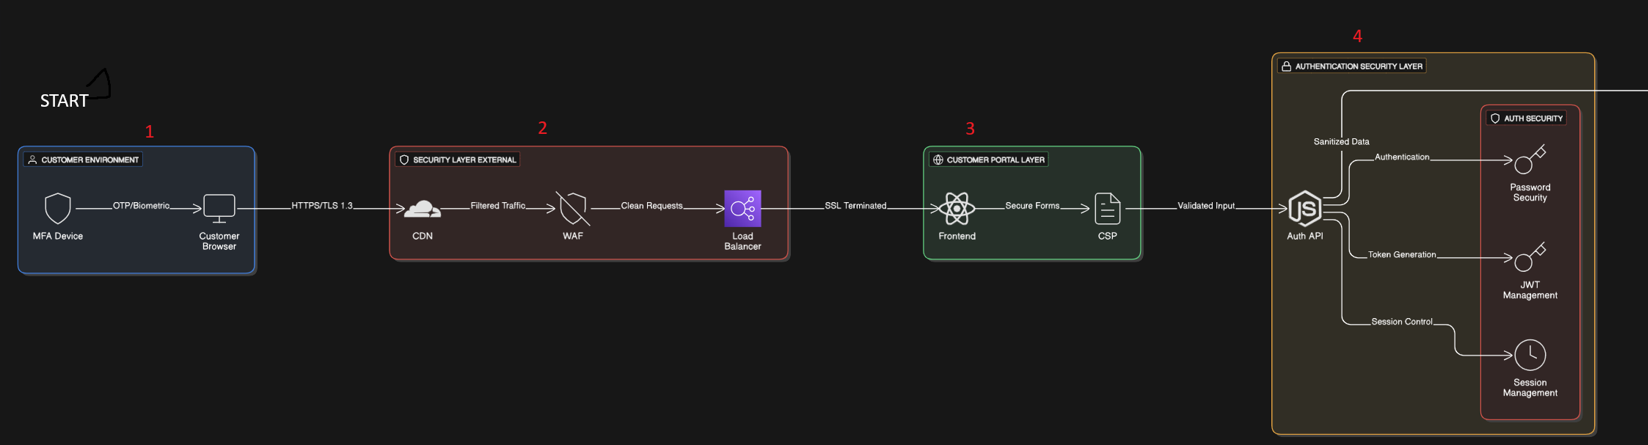 START
1
CUSTOMER ENVIRONMENT
MFA Device
OTP/Biometric
Customer
Browser
HTTPS/TLS 1.3
2
SECURITY LAYER EXTERNAL
CDN
Filtered Traffic
WAF
Clean Requests
Load
Balancer
SSL Terminated
3
CUSTOMER PORTAL LAYER
Frontend
Secure Forms
CSP
Validated Input
4
AUTHENTICATION SECURITY LAYER
JS
Auth API
Sanitized Data
Authentication
Token Generation
Session Control
AUTH SECURITY
Password
Security
JWT
Management
Session
Management